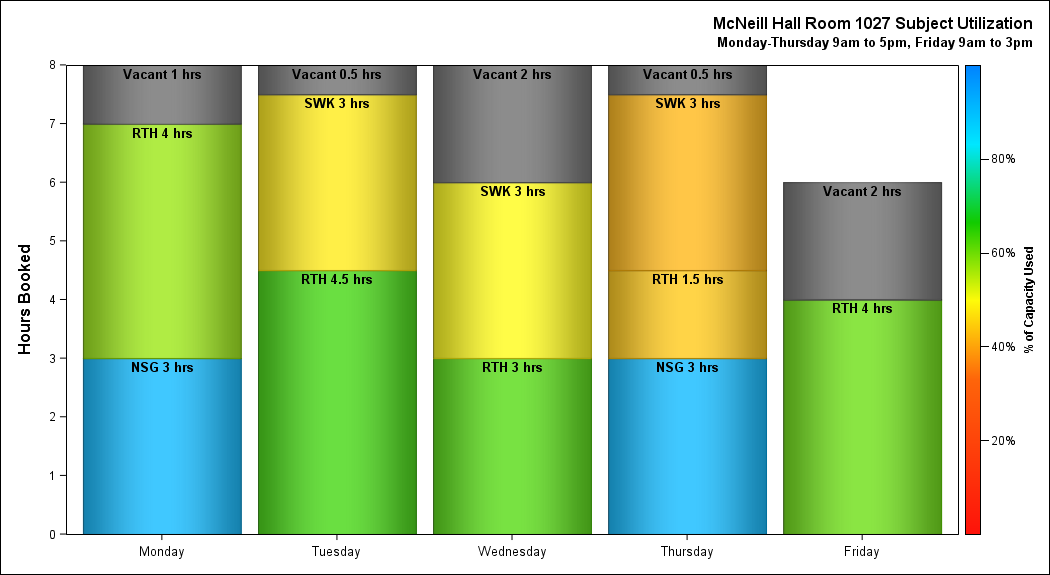 McNeill Hall Room 1027 Subject Utilization
Monday-Thursday 9am to 5pm, Friday 9am to 3pm
Hours Booked
8
7
6
5
4
3
2
1
0
Vacant 1 hrs
RTH 4 hrs
NSG 3 hrs
Vacant 0.5 hrs
SWK 3 hrs
RTH 4.5 hrs
Vacant 2 hrs
SWK 3 hrs
RTH 3 hrs
Vacant 0.5 hrs
SWK 3 hrs
RTH 1.5 hrs
NSG 3 hrs
Vacant 2 hrs
RTH 4 hrs
Monday
Tuesday
Wednesday
Thursday
Friday
80%
60%
40%
20%
% of Capacity Used